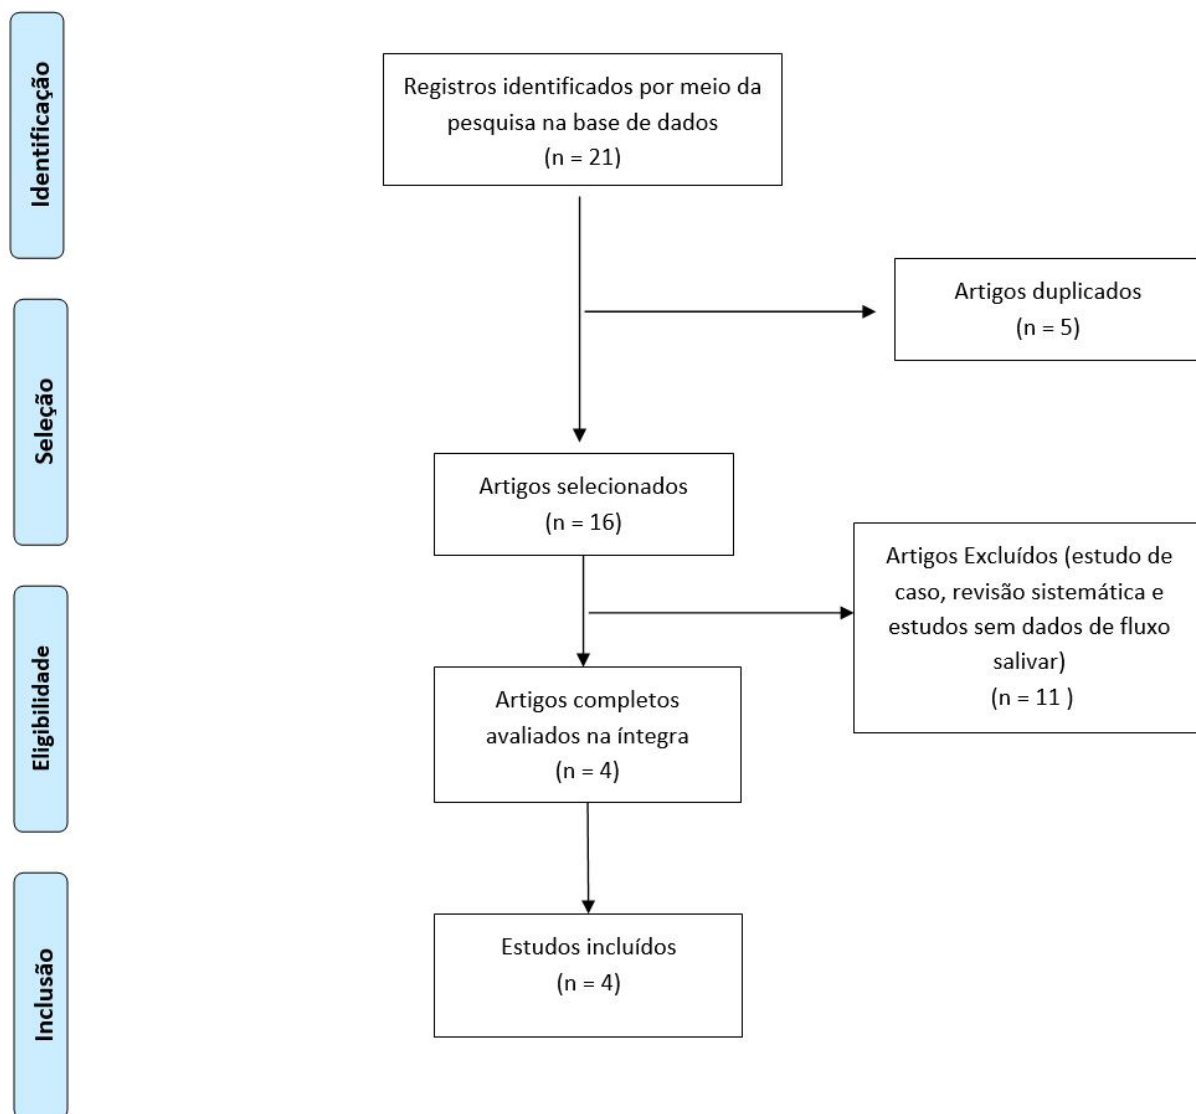 Identificação
Registros identificados por meio da
pesquisa na base de dados
(n = 21)
Artigos duplicados
(n = 5)
Seleção
Artigos selecionados
(n = 16)
Artigos Excluídos (estudo de
caso, revisão sistemática e
estudos sem dados de fluxo
salivar)
(n = 11 )
Eligibilidade
Artigos completos
avaliados na íntegra
(n = 4)
Inclusão
Estudos incluídos
(n = 4)